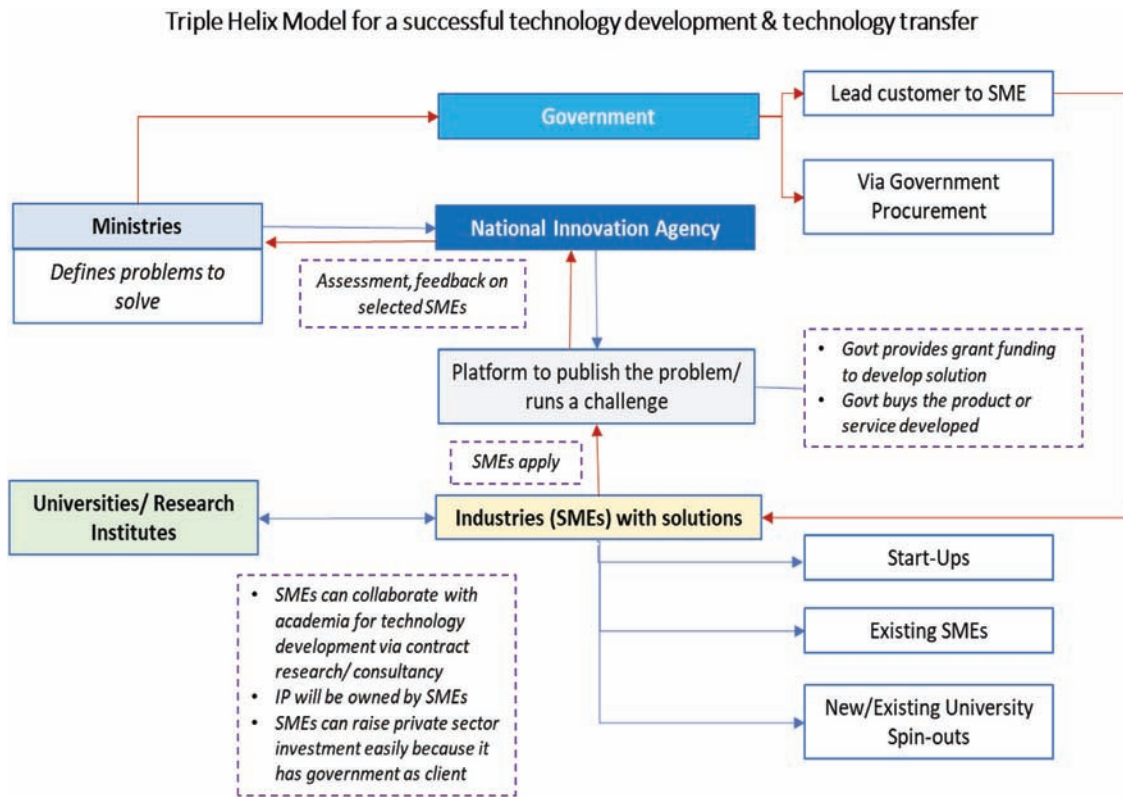 Triple Helix Model for a successful technology development & technology transfer
Government
Lead customer to SME
Via Government
Procurement
Ministries
Defines problems to
solve
National Innovation Agency
Assessment, feedback on
selected SMEs
Platform to publish the problem/
runs a challenge
• Govt provides grant funding
to develop solution
• Govt buys the product or
service developed
SMEs apply
Universities/ Research
Institutes
Industries (SMEs) with solutions
• SMEs can collaborate with
academia for technology
development via contract
research/ consultancy
• IP will be owned by SMEs
• SMEs can raise private sector
investment easily because it
has government as client
Start-Ups
Existing SMEs
New/Existing University
Spin-outs